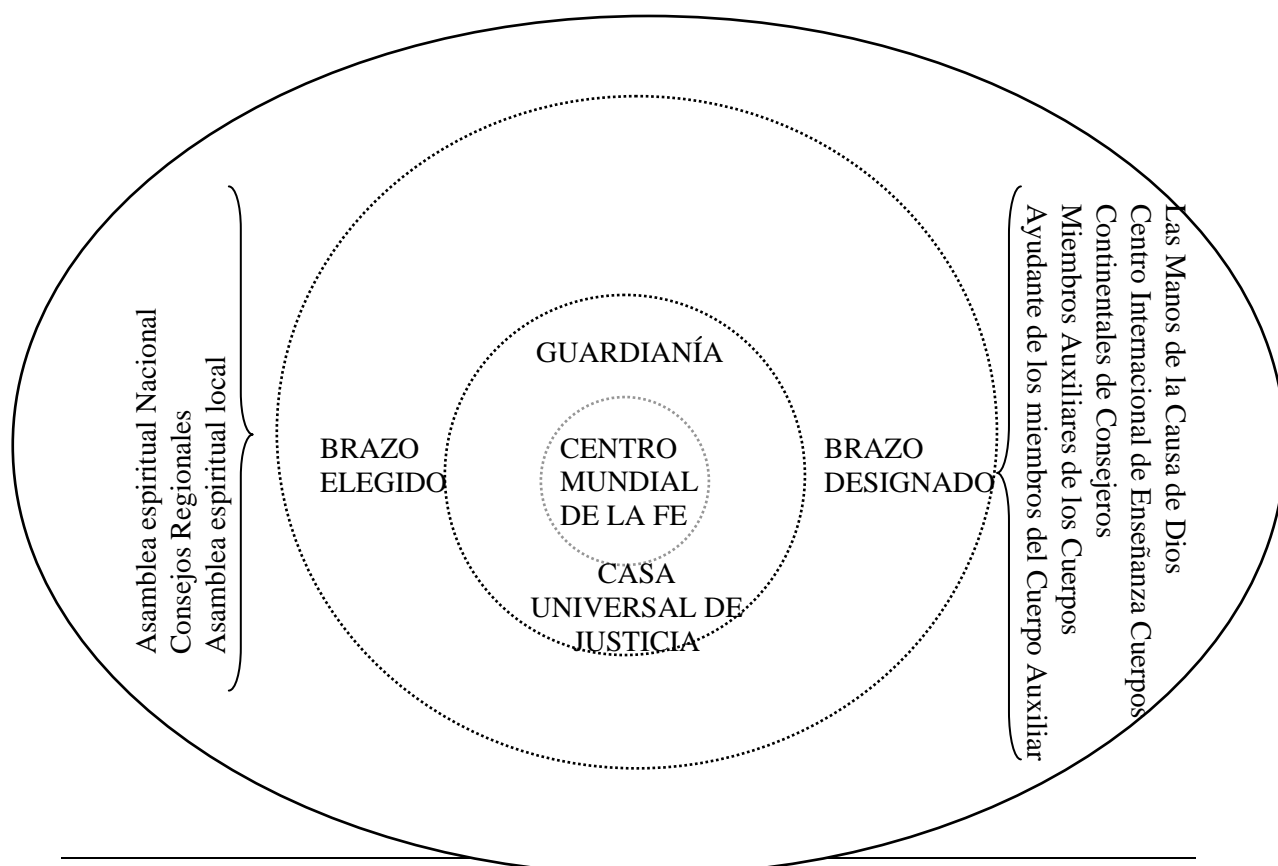 Asamblea espiritual Nacional
Consejos Regionales
Asamblea espiritual local
BRAZO
ELEGIDO
GUARDIANÍA
CENTRO
MUNDIAL
DE LA FE
CASA
UNIVERSAL DE
JUSTICIA
BRAZO
DESIGNADO
Las Manos de la Causa de Dios
Centro Internacional de Enseñanza Cuerpos
Continentales de Consejeros
Miembros Auxiliares de los Cuerpos
Ayudante de los miembros del Cuerpo Auxiliar